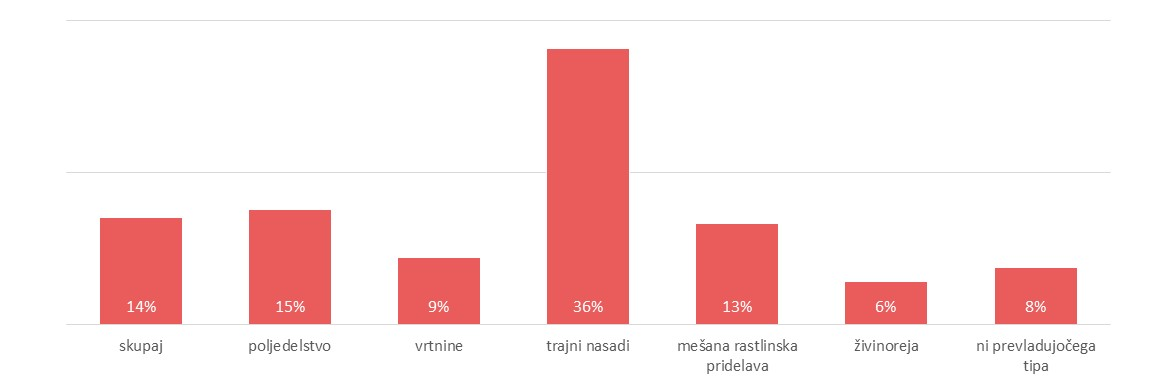 14%
15%
9%
36%
13%
6%
8%
skupaj
poljedelstvo
vrtnine
trajni nasadi
mešana rastlinska
pridelava
živinoreja
ni prevladujočega
tipa